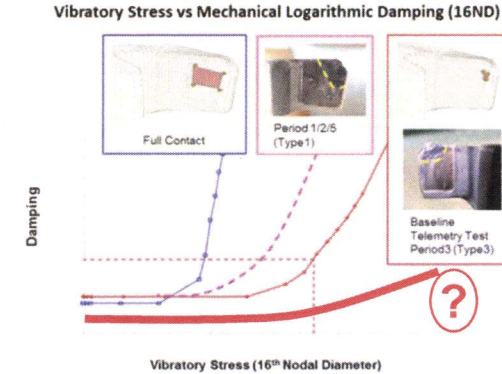 Vibratory Stress vs Mechanical Logarithmic Damping (16ND)
Full Contact
Period 1/2/5
(Type1)
Baseline
Telemetry Test
Period3 (Type3)
Damping
?
Vibratory Stress (16th Nodal Diameter)